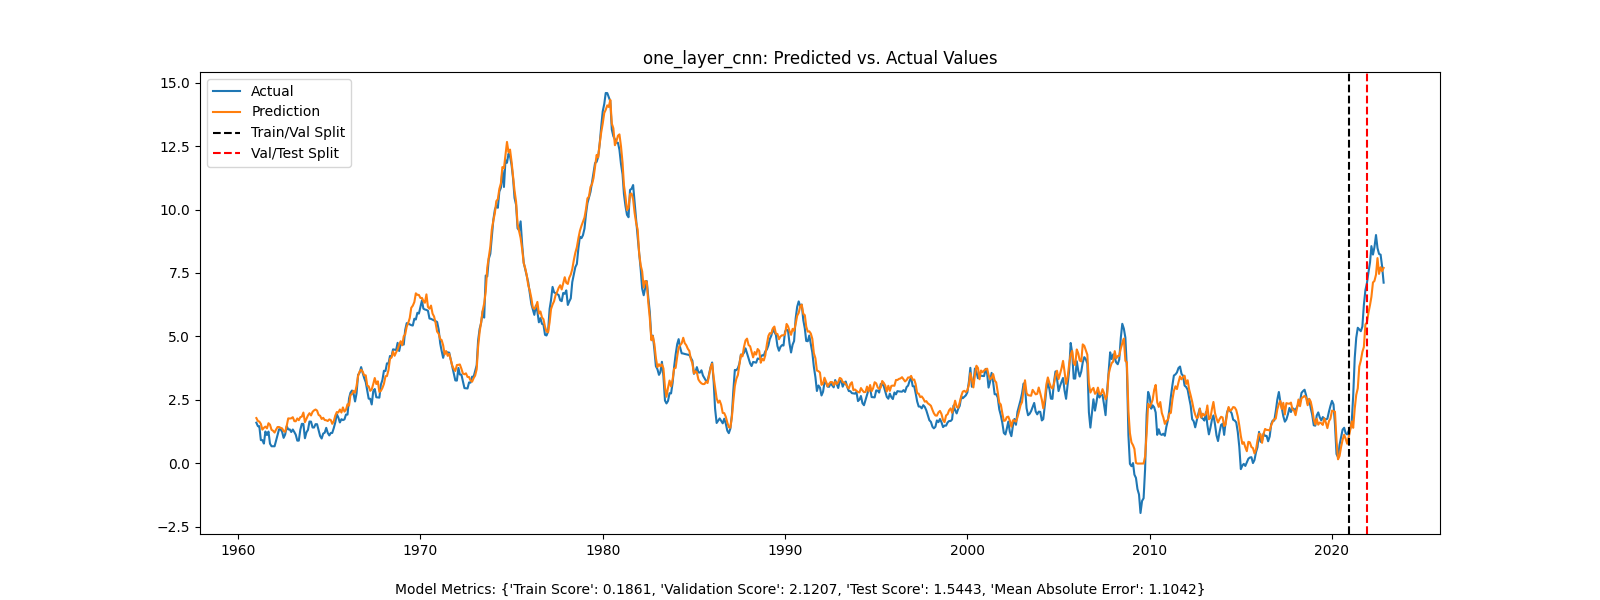 one_layer_cnn: Predicted vs. Actual Values
15.0
12.5
10.0
7.5
5.0
2.5
0.0
−2.5
Actual
Prediction
Train/Val Split
Val/Test Split
1960 1970 1980 1990 2000 2010 2020
Model Metrics: {'Train Score': 0.1861, 'Validation Score': 2.1207, 'Test Score': 1.5443, 'Mean Absolute Error': 1.1042}